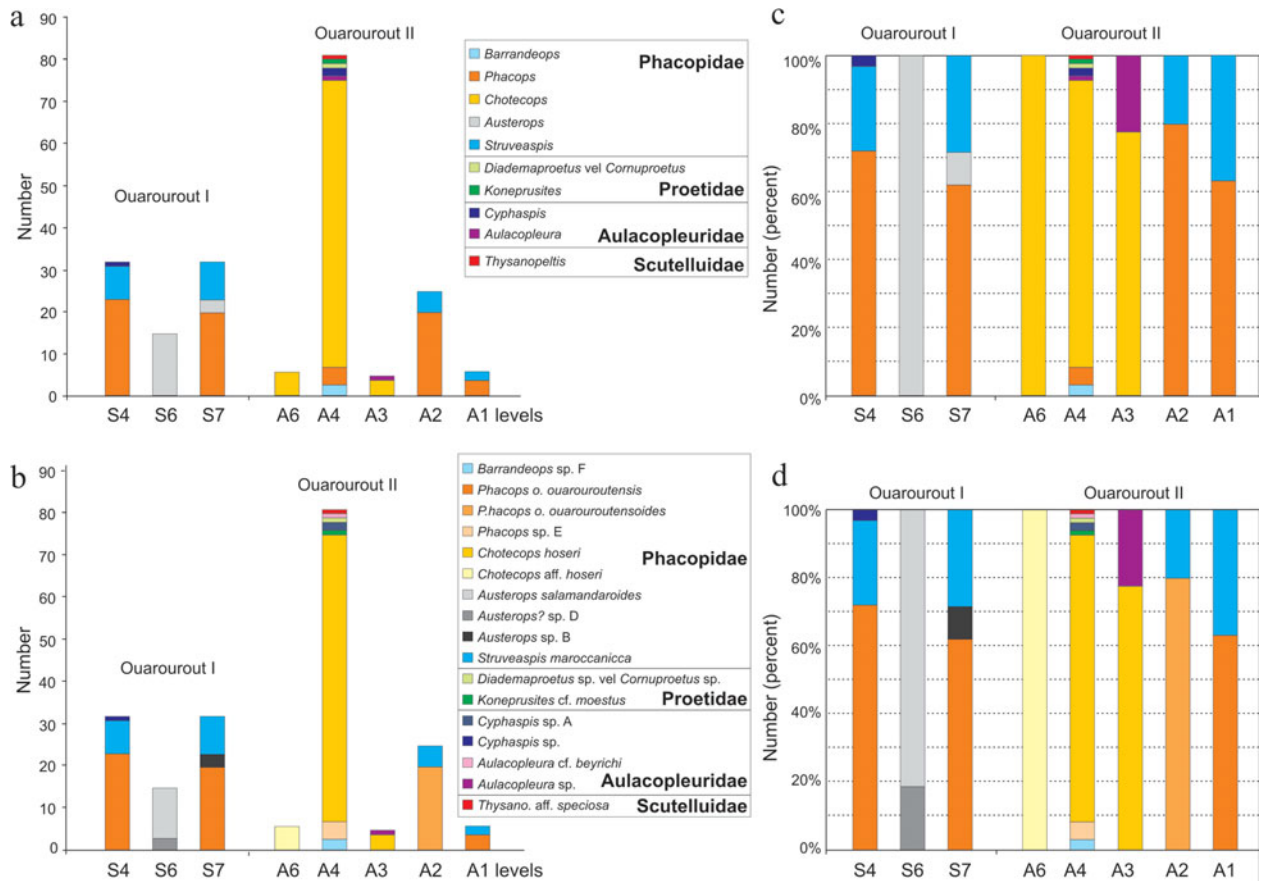 a
Number
90
80
70
60
50
40
30
20
10
0
Ouarourout I
Ouarourout II
S4 S6 S7 A6 A4 A3 A2 A1 levels
Barrandeops
Phacops
Chotecops
Austerops
Struveaspis
Phacopidae
Diademaproetus vel Cornuproetus
Koneprusites
Proetidae
Cyphaspis
Aulacopleura
Aulacopleuridae
Thysanopeltis
Scutelluidae
c
Number (percent)
100%
80%
60%
40%
20%
0%
Ouarourout I
Ouarourout II
S4 S6 S7 A6 A4 A3 A2 A1
b
Number
90
80
70
60
50
40
30
20
10
0
Ouarourout I
Ouarourout II
S4 S6 S7 A6 A4 A3 A2 A1 levels
Barrandeops sp. F
Phacops o. ouarouroutensis
P.hacops o. ouarouroutensoides
Phacops sp. E
Chotecops hoseri
Chotecops aff. hoseri
Austerops salamandaroides
Austerops? sp. D
Austerops sp. B
Struveaspis maroccanicca
Phacopidae
Diademaproetus sp. vel Cornuproetus sp.
Koneprusites cf. moestus
Proetidae
Cyphaspis sp. A
Cyphaspis sp.
Aulacopleura cf. beyrichi
Aulacopleura sp.
Aulacopleuridae
Thysano. aff. speciosa
Scutelluidae
d
Number (percent)
100%
80%
60%
40%
20%
0%
Ouarourout I
Ouarourout II
S4 S6 S7 A6 A4 A3 A2 A1